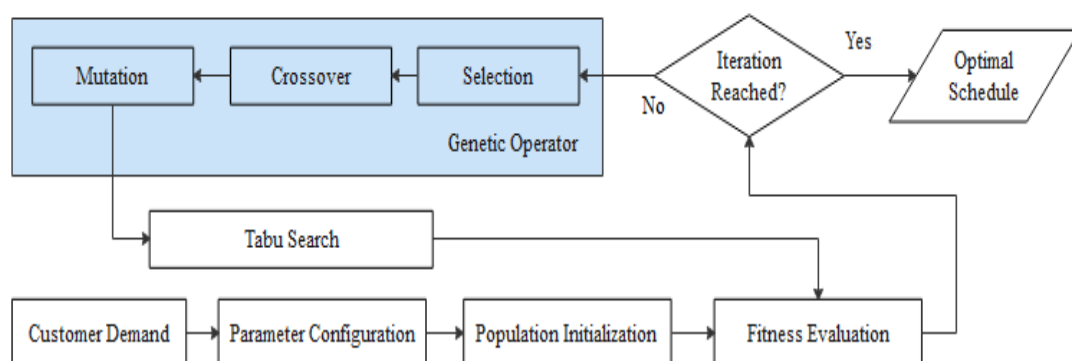 Mutation
Crossover
Selection
Genetic Operator
Iteration
Reached?
Yes
No
Optimal
Schedule
Tabu Search
Customer Demand
Parameter Configuration
Population Initialization
Fitness Evaluation